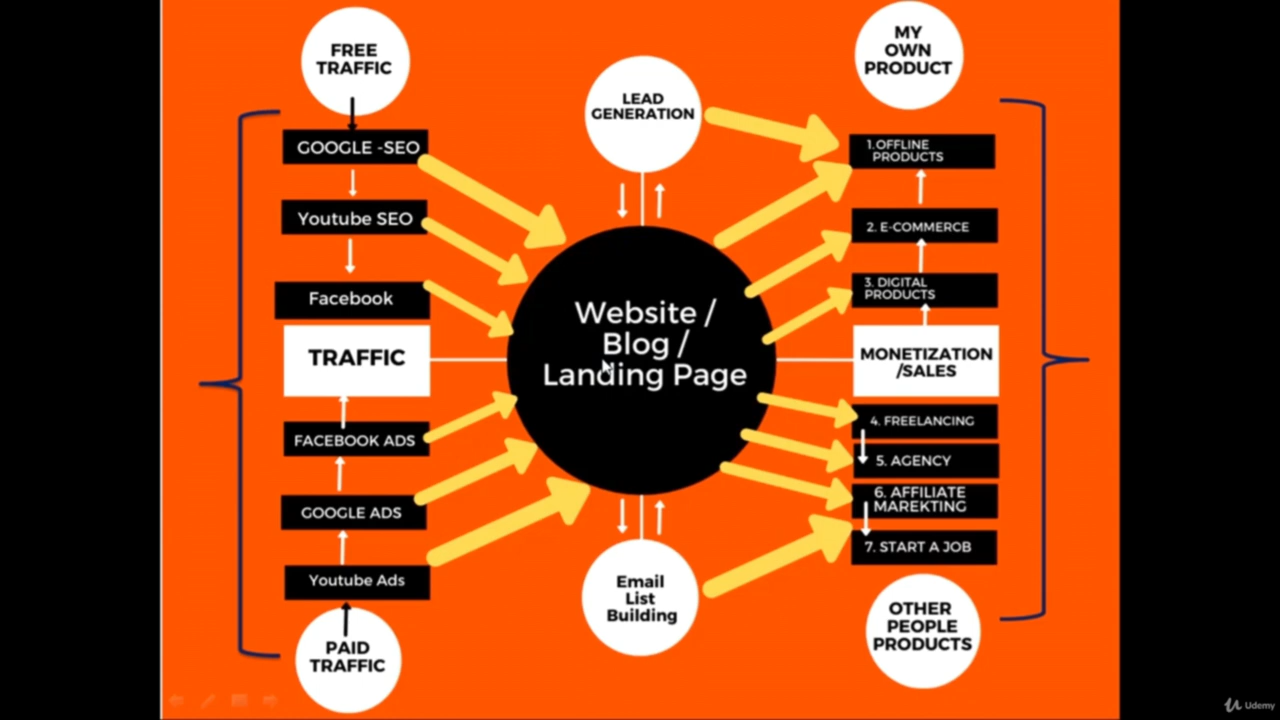 FREE
TRAFFIC
GOOGLE -SEO
Youtube SEO
Facebook
TRAFFIC
FACEBOOK ADS
GOOGLE ADS
Youtube Ads
PAID
TRAFFIC
LEAD
GENERATION
Website /
Blog /
Landing Page
Email
List
Building
MY
OWN
PRODUCT
1.OFFLINE
PRODUCTS
2. E-COMMERCE
3. DIGITAL
PRODUCTS
MONETIZATION
/SALES
4. FREELANCING
5. AGENCY
6. AFFILIATE
MAREKTING
7. START A JOB
OTHER
PEOPLE
PRODUCTS
Udemy